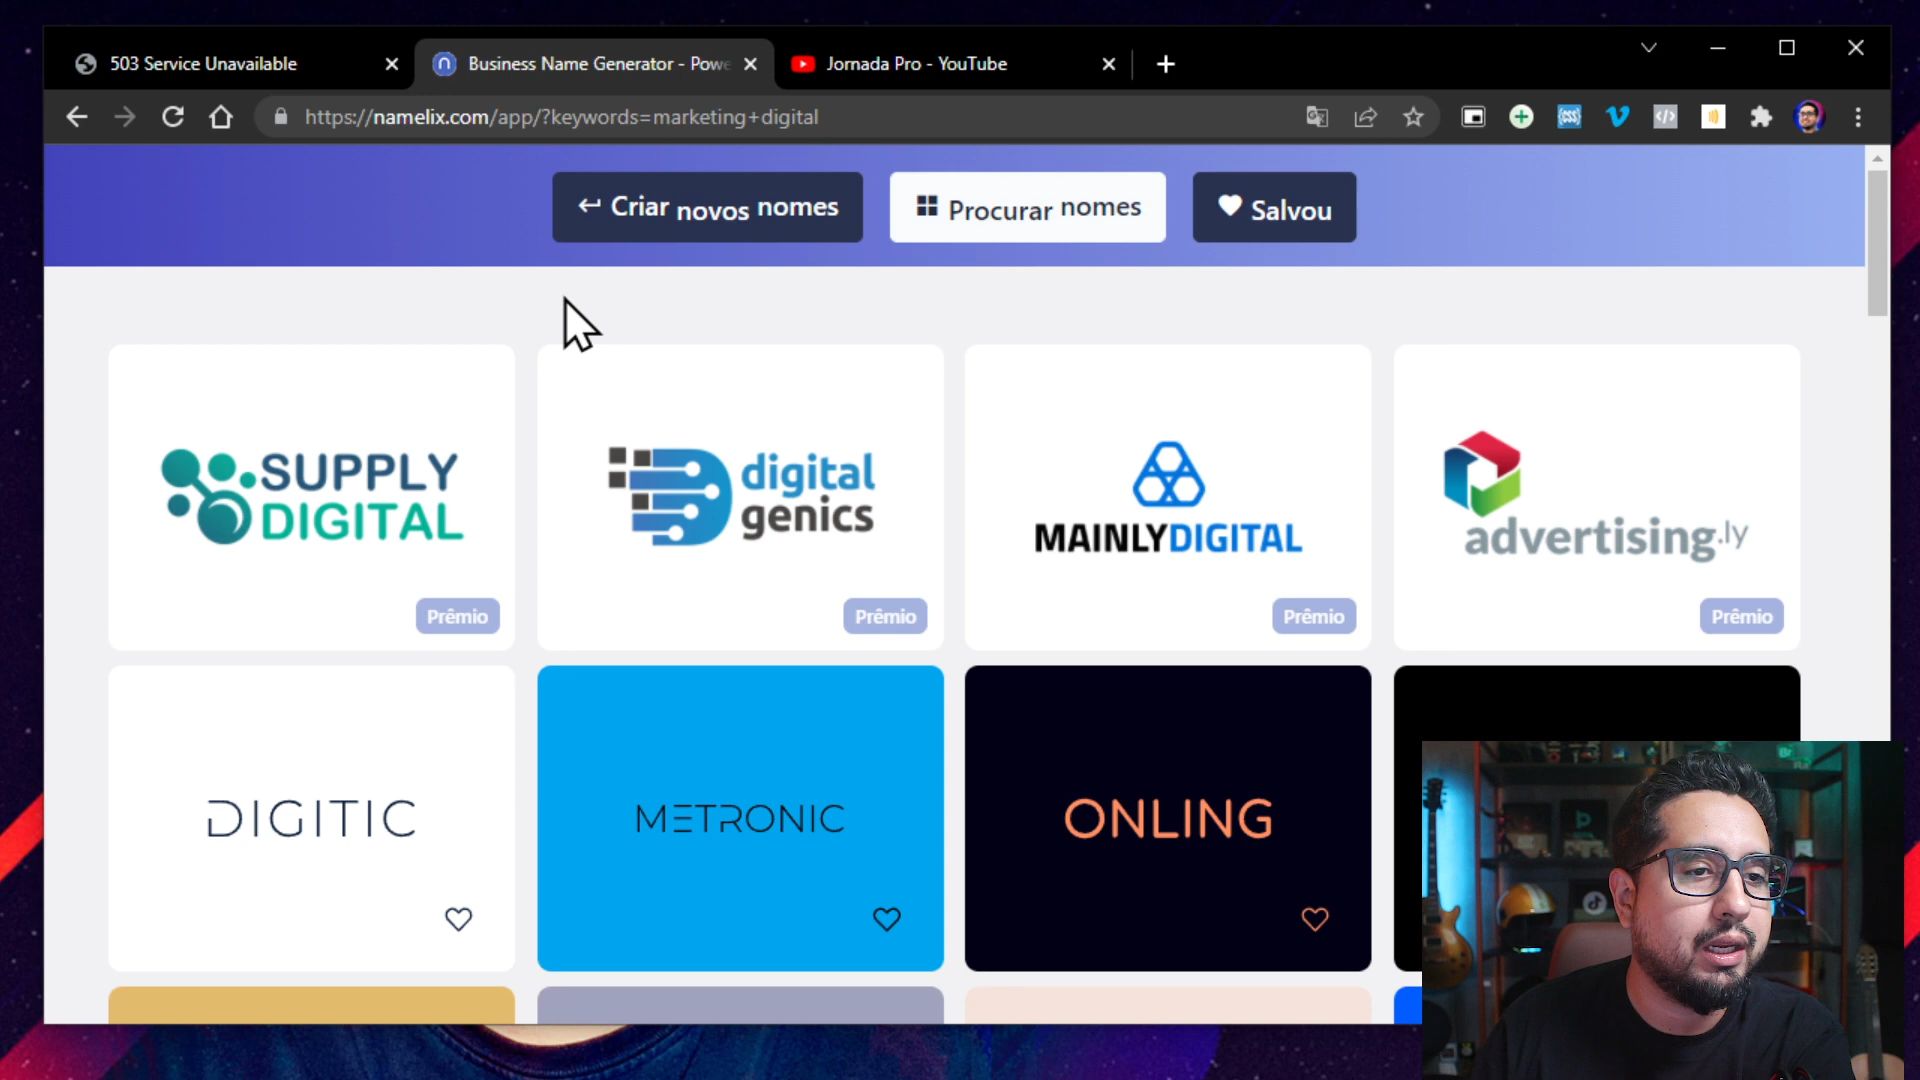 503 Service Unavailable
Business Name Generator - Powe
Jornada Pro - YouTube
https://namelix.com/app/?keywords=marketing+digital
Criar novos nomes
Procurar nomes
Salvou
SUPPLY
DIGITAL
Prêmio
digital
genics
Prêmio
MAINLYDIGITAL
Prêmio
advertising.ly
Prêmio
DIGITIC
METRONIC
ONLING